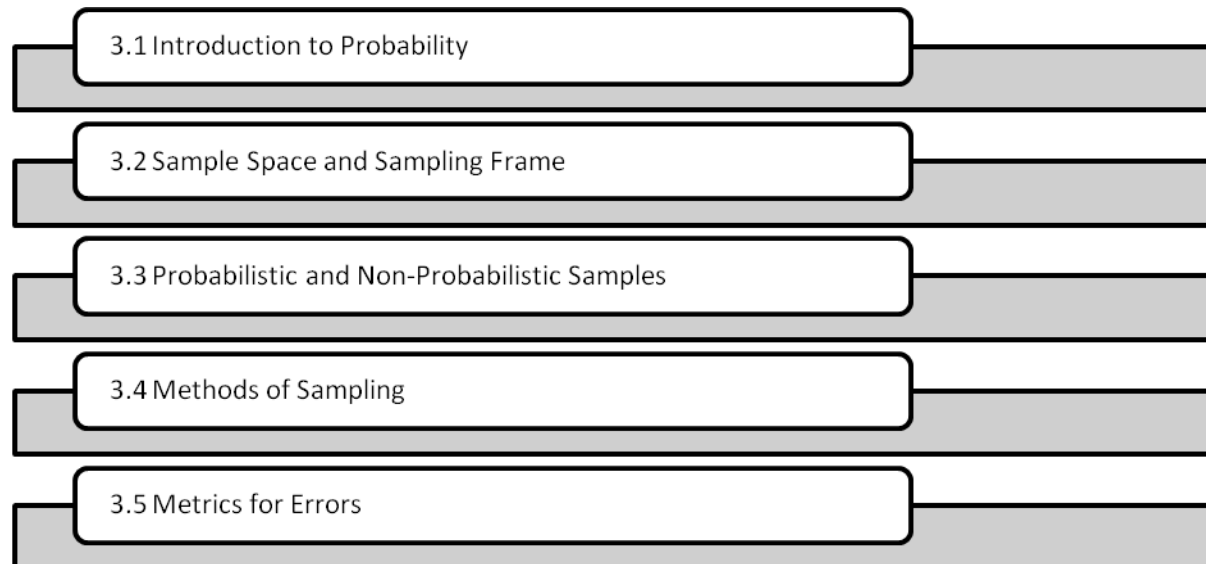 3.1 Introduction to Probability
3.2 Sample Space and Sampling Frame
3.3 Probabilistic and Non-Probabilistic Samples
3.4 Methods of Sampling
3.5 Metrics for Errors